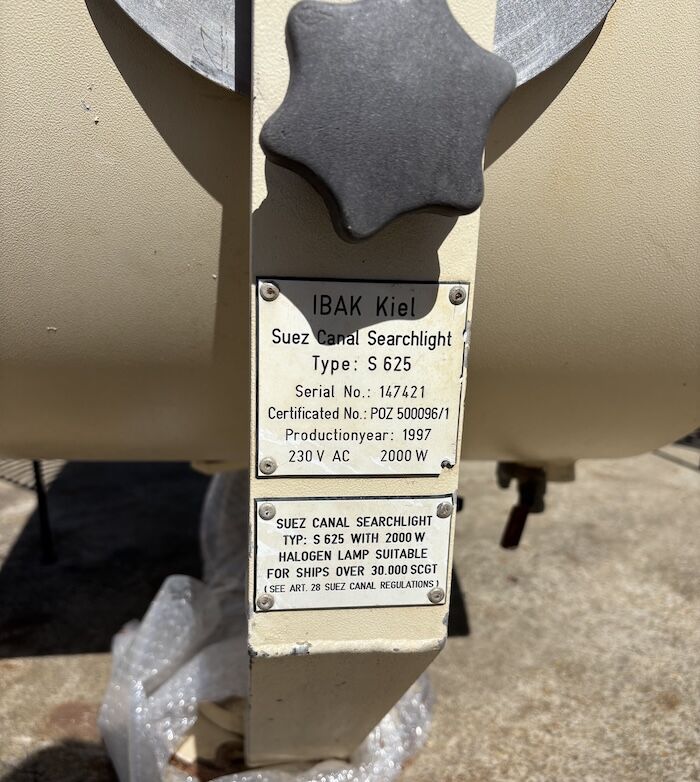 IBAK Kiel
Suez Canal Searchlight
Type: S 625
Serial No.: 147421
Certificated No.: POZ 500096/1
Productionyear: 1997
230 V AC 2000 W
SUEZ CANAL SEARCHLIGHT
TYP: S 625 WITH 2000 W
HALOGEN LAMP SUITABLE
FOR SHIPS OVER 30.000 SCGT
(SEE ART. 28 SUEZ CANAL REGULATIONS)